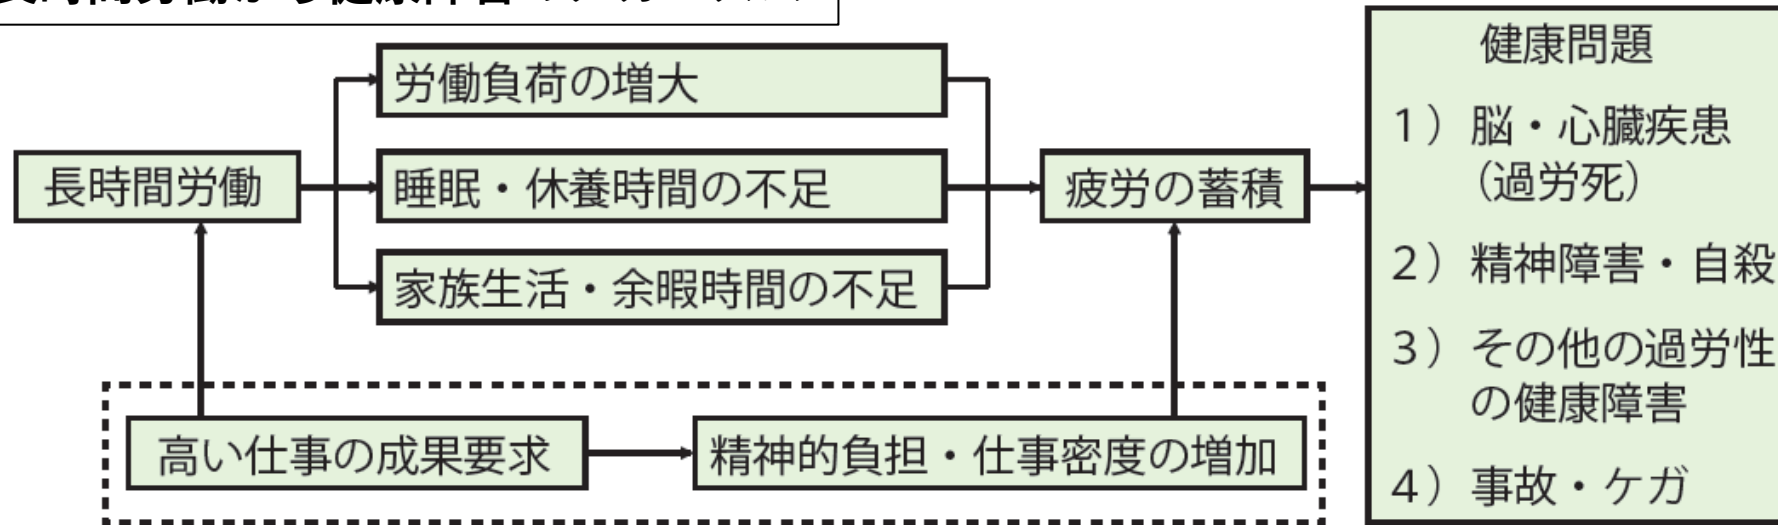 労働負荷の増大
長時間労働
睡眠・休養時間の不足
家族生活・余暇時間の不足
疲労の蓄積
高い仕事の成果要求
精神的負担・仕事密度の増加
健康問題
1）脳・心臓疾患
（過労死）
2）精神障害・自殺
3）その他の過労性
の健康障害
4）事故・ケガ